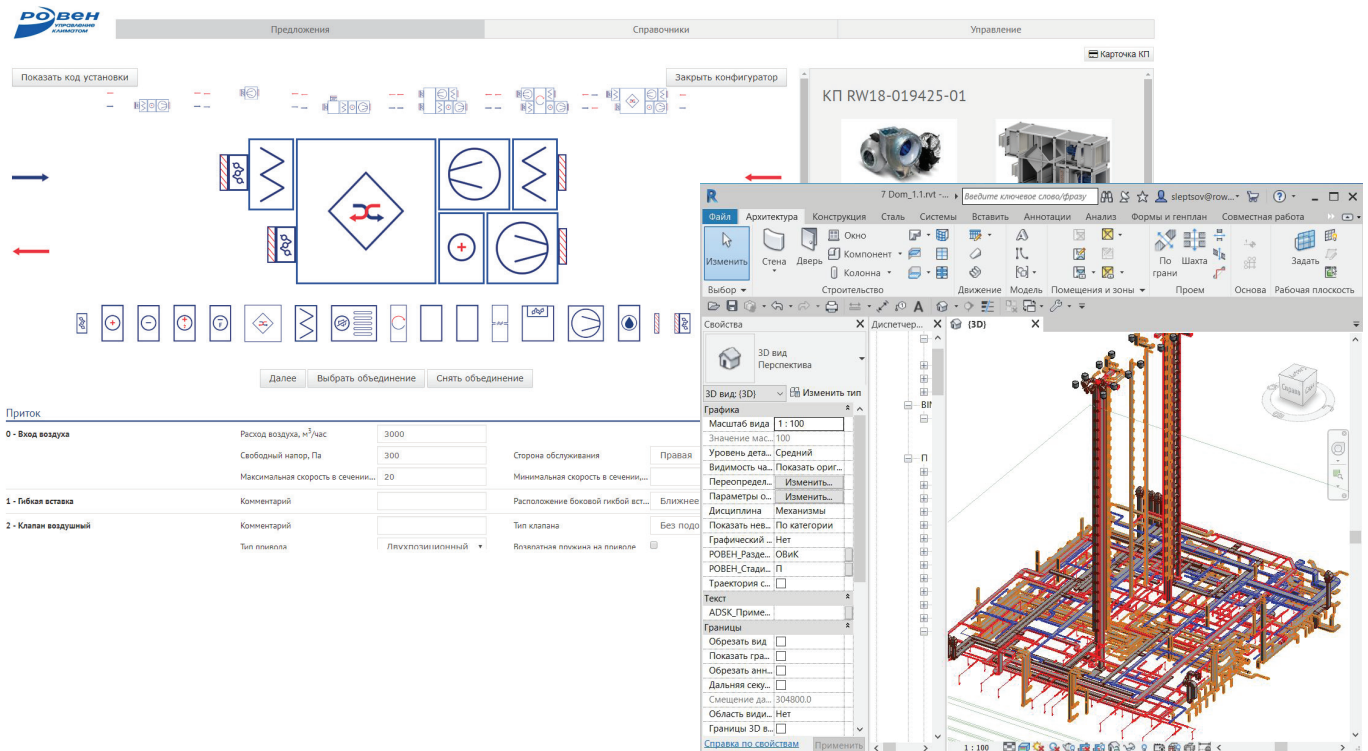 РОВЕН
УПРАВЛЕНИЕ
КЛИМАТОМ
Предложения
Справочники
Управление
Карточка КП
Показать код установки
Закрыть конфигуратор
КП RW18-019425-01
Далее
Выбрать объединение
Снять объединение
Приток
0 - Вход воздуха
Расход воздуха, м³/час
3000
Свободный напор, Па
300
Сторона обслуживания
Правая
Максимальная скорость в сечении...
20
Минимальная скорость в сечении,...
1 - Гибкая вставка
Комментарий
Расположение боковой гикбой вст...
Ближнее
2 - Клапан воздушный
Комментарий
Тип клапана
Без подо
Тип привода
Двухпозиционный
Возвратная пружина на приводе
7 Dom_1.1.rvt -...
Введите ключевое слово/фразу
sleptsov@row...
Файл
Архитектура
Конструкция
Сталь
Системы
Вставить
Аннотации
Анализ
Формы и генплан
Совместная работа
Изменить
Стена
Дверь
Окно
Компонент
Колонна
По грани
Шахта
Задать
Выбор
Строительство
Движение
Модель
Помещения и зоны
Проем
Основа
Рабочая плоскость
Свойства
Диспетчер...
{3D}
3D вид
Перспектива
3D вид: {3D}
Изменить тип
Графика
Масштаб вида
1 : 100
Значение мас...
100
Уровень дета...
Средний
Видимость ча...
Показать ориг...
Переопредел...
Изменить...
Параметры о...
Изменить...
Дисциплина
Механизмы
Показать нев...
По категории
Графический ...
Нет
РОВЕН_Разде...
ОВиК
РОВЕН_Стади...
П
Траектория с...
Текст
ADSK_Приме...
Границы
Обрезать вид
Показать гра...
Обрезать анн...
Дальняя секу...
Смещение да...
304800.0
Область види...
Нет
Границы 3D в...
Справка по свойствам
Применить
BIM
П
Справа
1 : 100